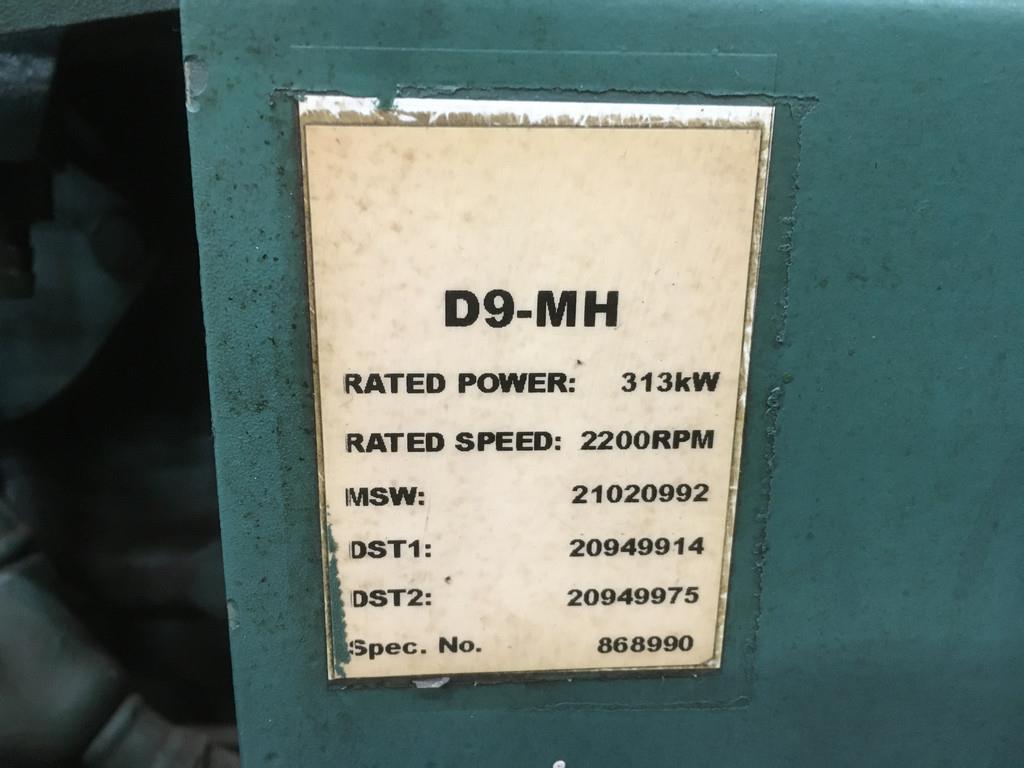 D9-MH
RATED POWER: 313kW
RATED SPEED: 2200RPM
MSW: 21020992
DST1: 20949914
DST2: 20949975
Spec. No. 868990